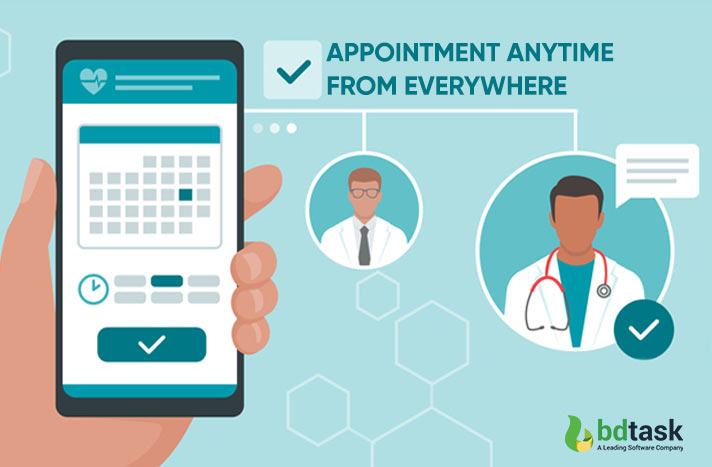 APPOINTMENT ANYTIME
FROM EVERYWHERE
bdtask
A Leading Software Company